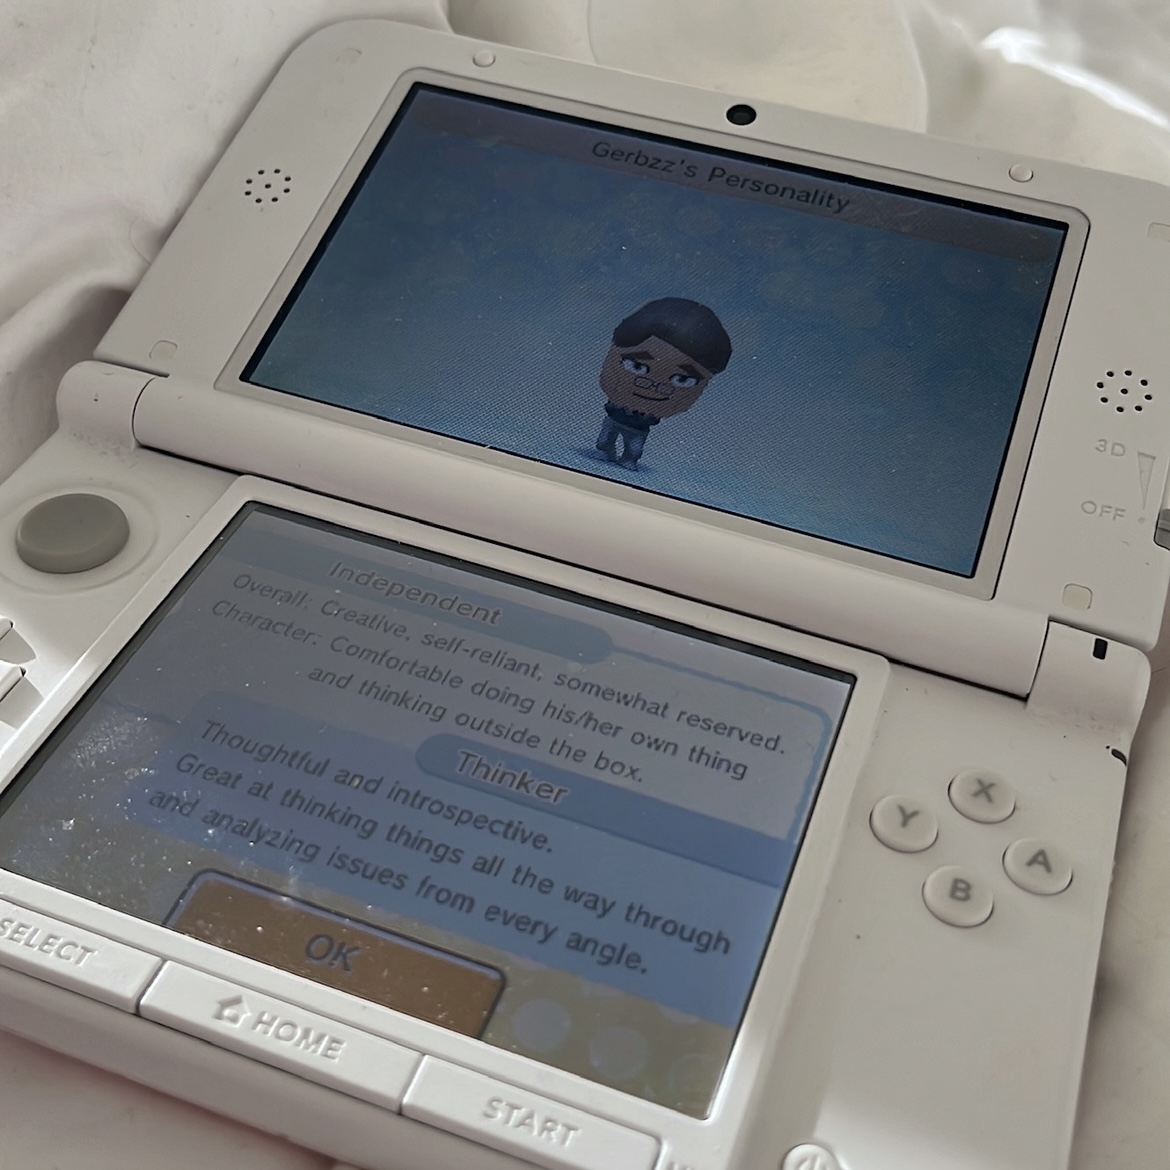 Gerbzz's Personality
3D
OFF
Independent
Overall: Creative, self-reliant, somewhat reserved.
Character: Comfortable doing his/her own thing
and thinking outside the box.
Thinker
Thoughtful and introspective.
Great at thinking things all the way through
and analyzing issues from every angle.
OK
X
Y
A
B
SELECT
HOME
START